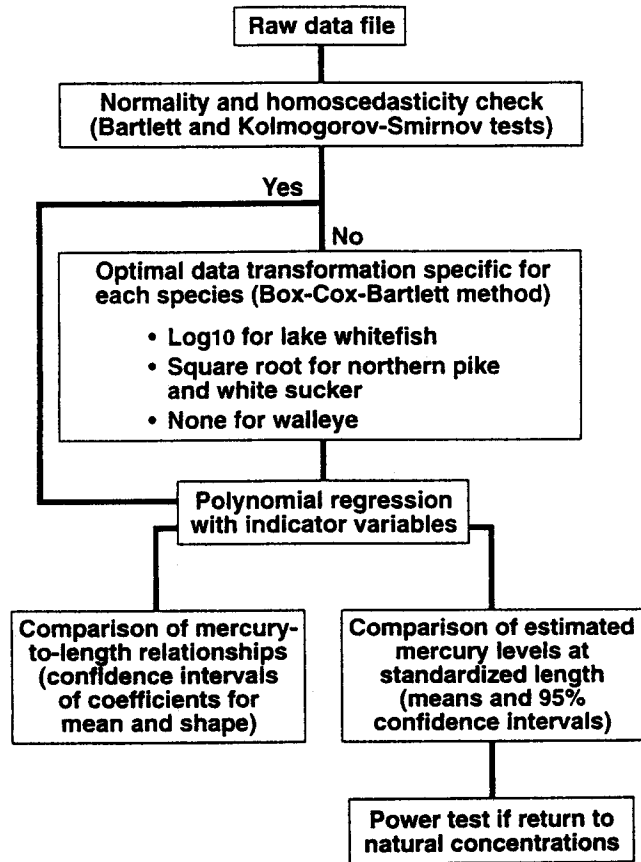 Raw data file
Normality and homoscedasticity check
(Bartlett and Kolmogorov-Smirnov tests)
Yes
No
Optimal data transformation specific for
each species (Box-Cox-Bartlett method)
• Log10 for lake whitefish
• Square root for northern pike
and white sucker
• None for walleye
Polynomial regression
with indicator variables
Comparison of mercury-
to-length relationships
(confidence intervals
of coefficients for
mean and shape)
Comparison of estimated
mercury levels at
standardized length
(means and 95%
confidence intervals)
Power test if return to
natural concentrations